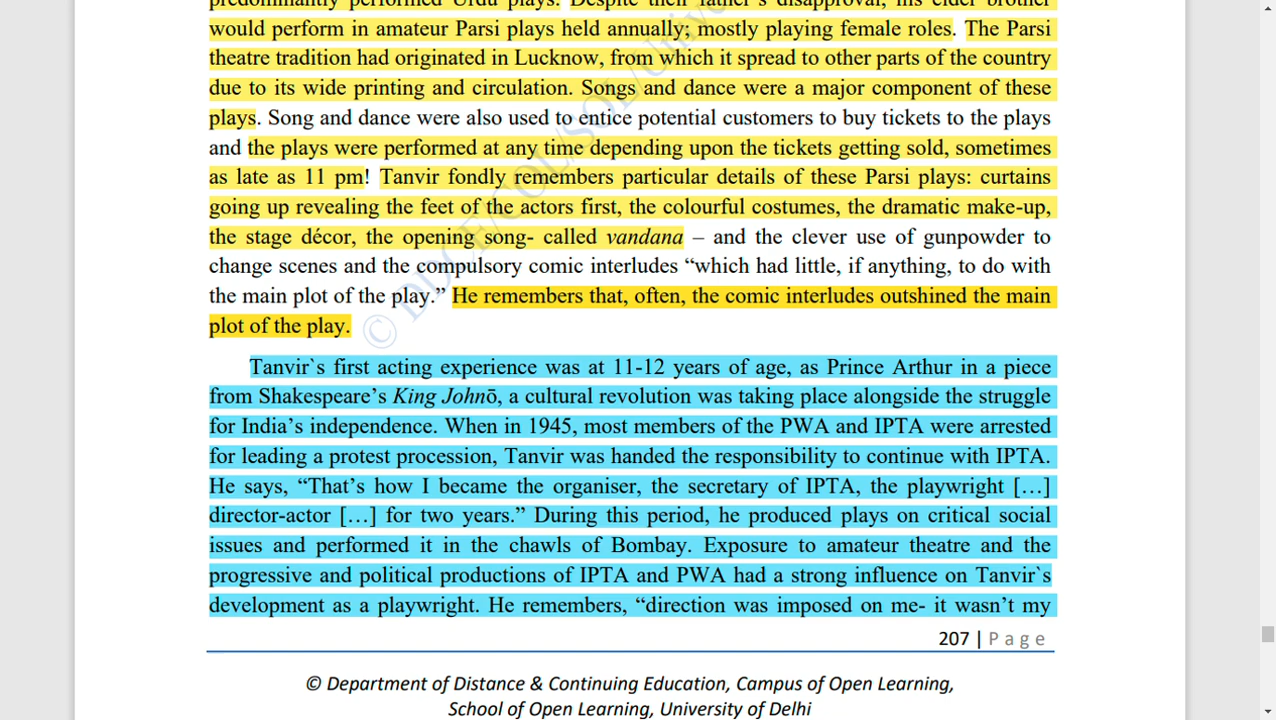 predominantly performed Urdu plays. Despite their father's disapproval, his elder brother
would perform in amateur Parsi plays held annually; mostly playing female roles. The Parsi
theatre tradition had originated in Lucknow, from which it spread to other parts of the country
due to its wide printing and circulation. Songs and dance were a major component of these
plays. Song and dance were also used to entice potential customers to buy tickets to the plays
and the plays were performed at any time depending upon the tickets getting sold, sometimes
as late as 11 pm! Tanvir fondly remembers particular details of these Parsi plays: curtains
going up revealing the feet of the actors first, the colourful costumes, the dramatic make-up,
the stage décor, the opening song- called vandana – and the clever use of gunpowder to
change scenes and the compulsory comic interludes “which had little, if anything, to do with
the main plot of the play.” He remembers that, often, the comic interludes outshined the main
plot of the play.
Tanvir`s first acting experience was at 11-12 years of age, as Prince Arthur in a piece
from Shakespeare’s King Johnō, a cultural revolution was taking place alongside the struggle
for India’s independence. When in 1945, most members of the PWA and IPTA were arrested
for leading a protest procession, Tanvir was handed the responsibility to continue with IPTA.
He says, “That’s how I became the organiser, the secretary of IPTA, the playwright […]
director-actor […] for two years.” During this period, he produced plays on critical social
issues and performed it in the chawls of Bombay. Exposure to amateur theatre and the
progressive and political productions of IPTA and PWA had a strong influence on Tanvir`s
development as a playwright. He remembers, “direction was imposed on me- it wasn’t my
207 | Page
© Department of Distance & Continuing Education, Campus of Open Learning,
School of Open Learning, University of Delhi
© DDCE/COL/SOL/Unive